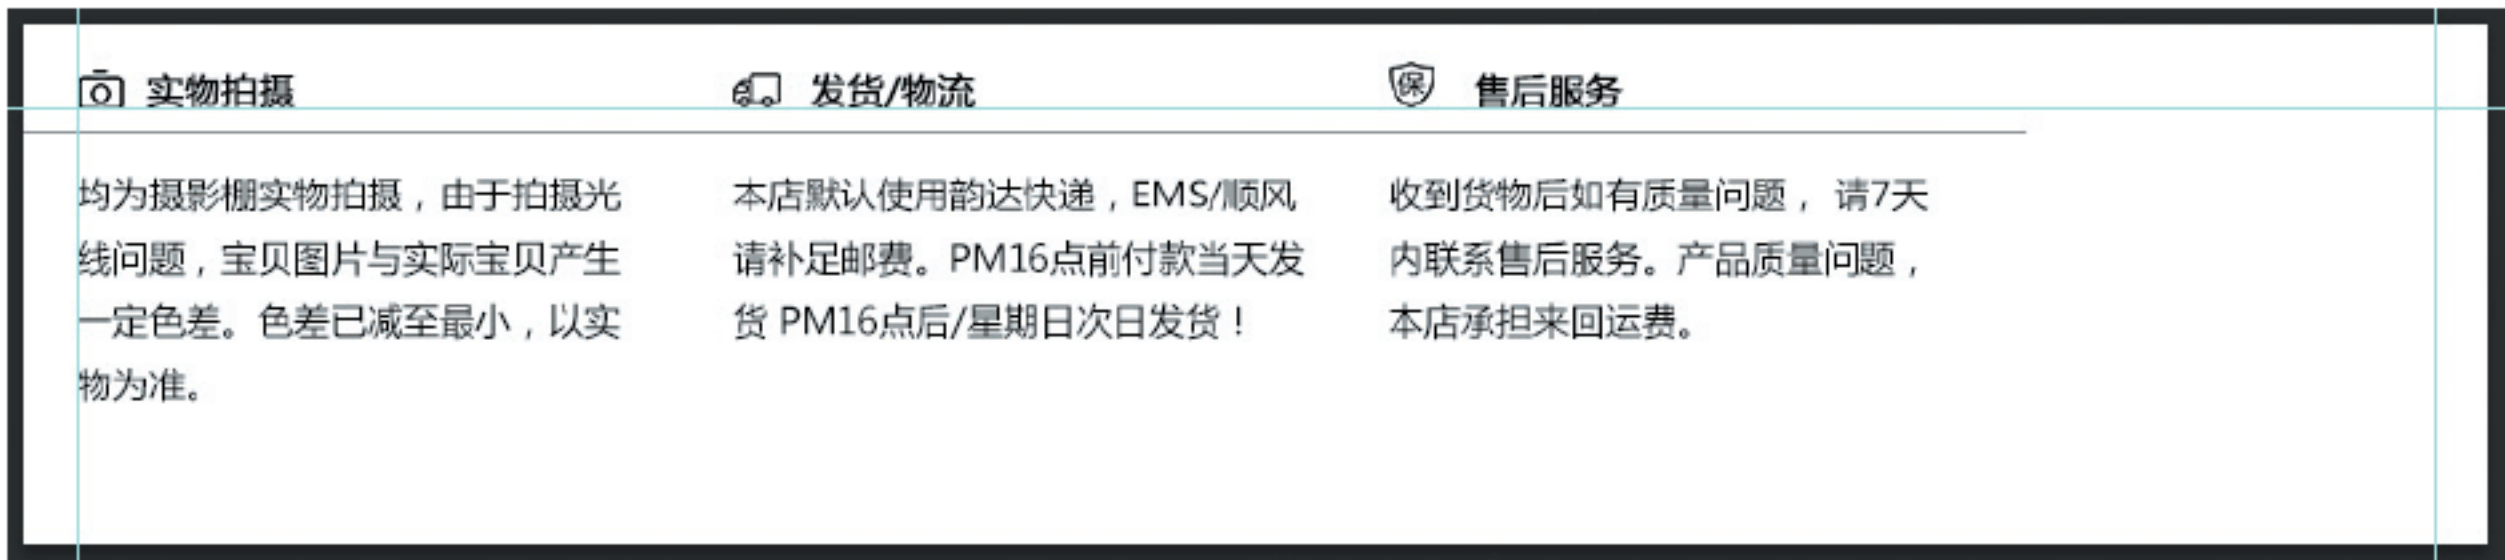 实物拍摄
均为摄影棚实物拍摄，由于拍摄光
线问题，宝贝图片与实际宝贝产生
一定色差。色差已减至最小，以实
物为准。
发货/物流
本店默认使用韵达快递，EMS/顺风
请补足邮费。PM16点前付款当天发
货 PM16点后/星期日次日发货！
保
售后服务
收到货物后如有质量问题， 请7天
内联系售后服务。产品质量问题，
本店承担来回运费。